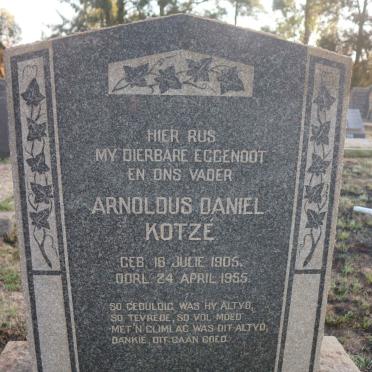 HIER RUS
MY DIERBARE EGGENOOT
EN ONS VADER
ARNOLDUS DANIEL
KOTZÉ
GEB. 18 JULIE 1905.
OORL. 24 APRIL 1955.
SO GEDULDIG WAS HY ALTYD,
SO TEVREDE, SO VOL MOED
MET 'N GLIMLAG WAS DIT ALTYD,
DANKIE, DIT GAAN GOED.